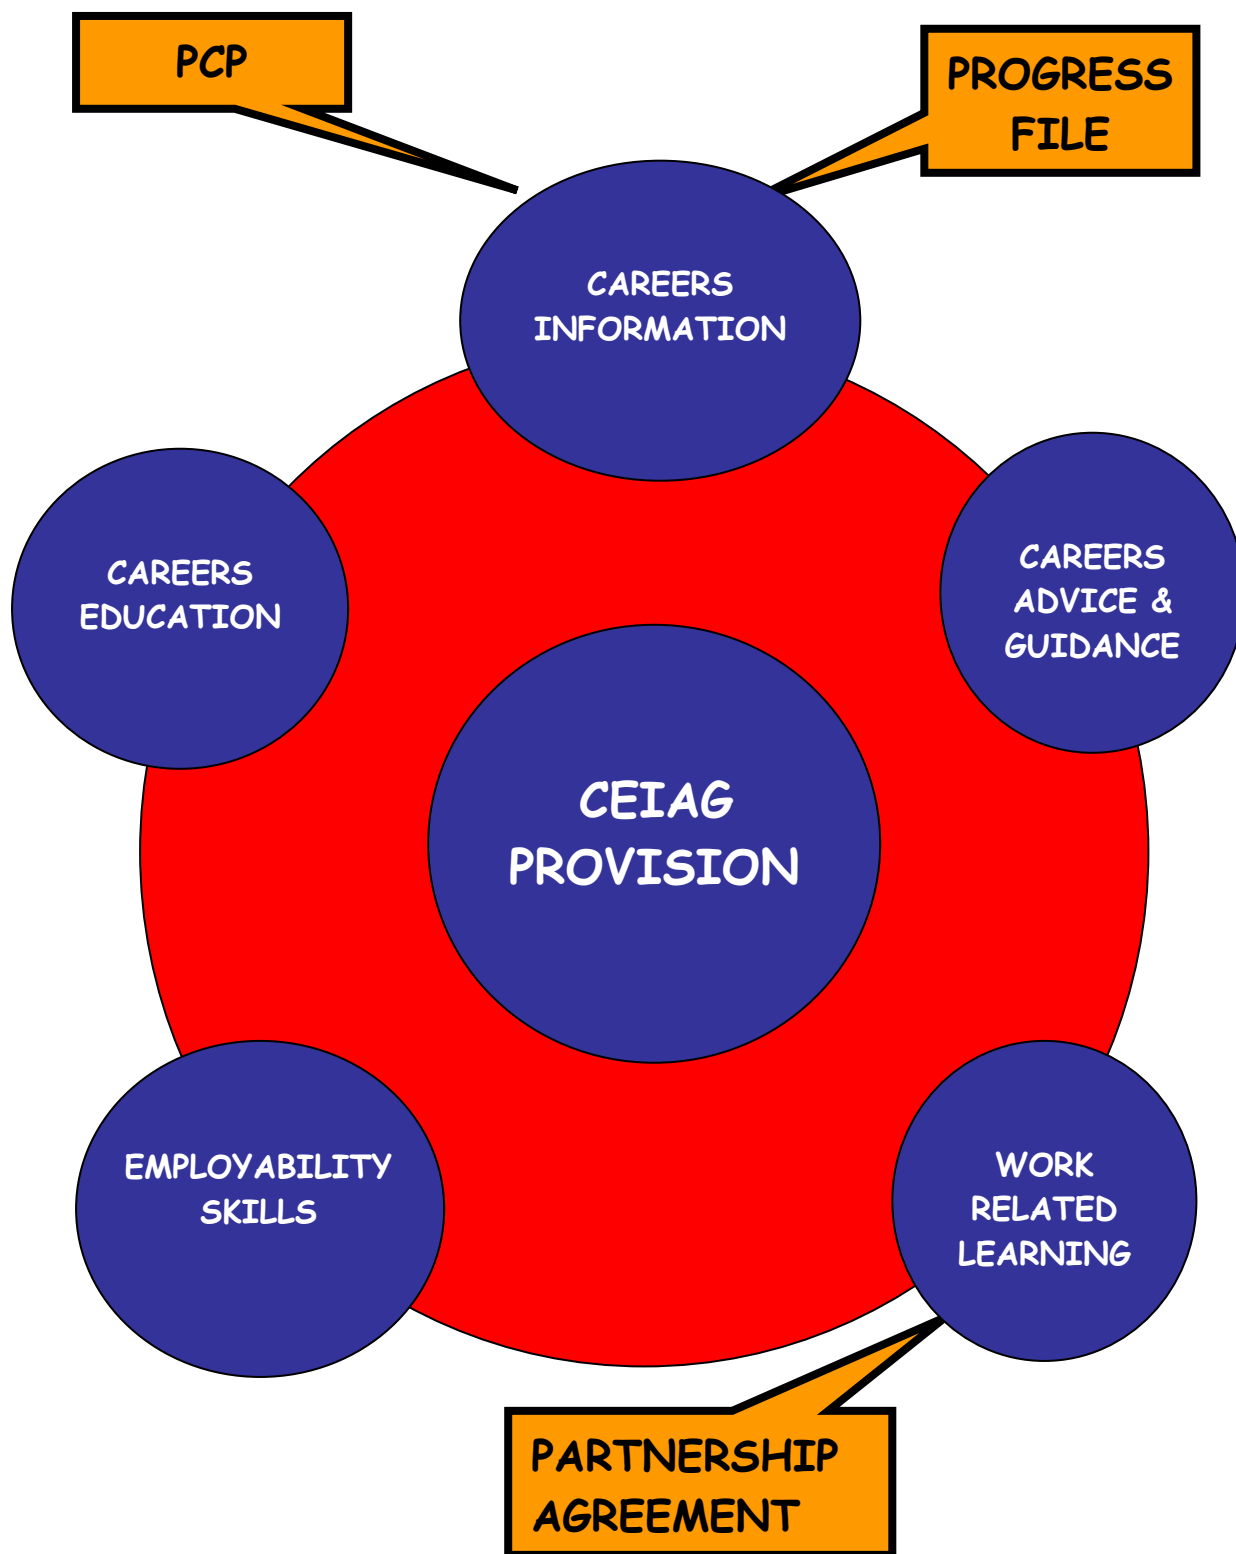 PCP
PROGRESS
FILE
CAREERS
INFORMATION
CAREERS
EDUCATION
CAREERS
ADVICE &
GUIDANCE
CEIAG
PROVISION
EMPLOYABILITY
SKILLS
WORK
RELATED
LEARNING
PARTNERSHIP
AGREEMENT